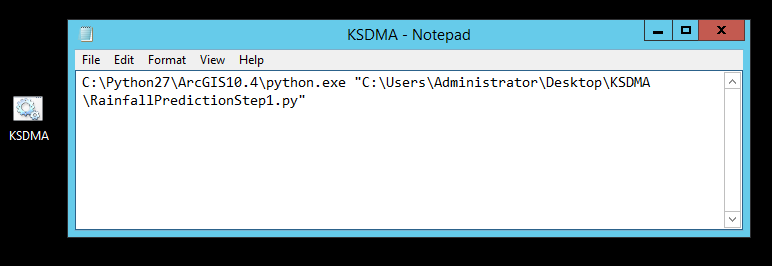 KSDMA - Notepad
File Edit Format View Help
C:\Python27\ArcGIS10.4\python.exe "C:\Users\Administrator\Desktop\KSDMA
\RainfallPredictionStep1.py"
KSDMA